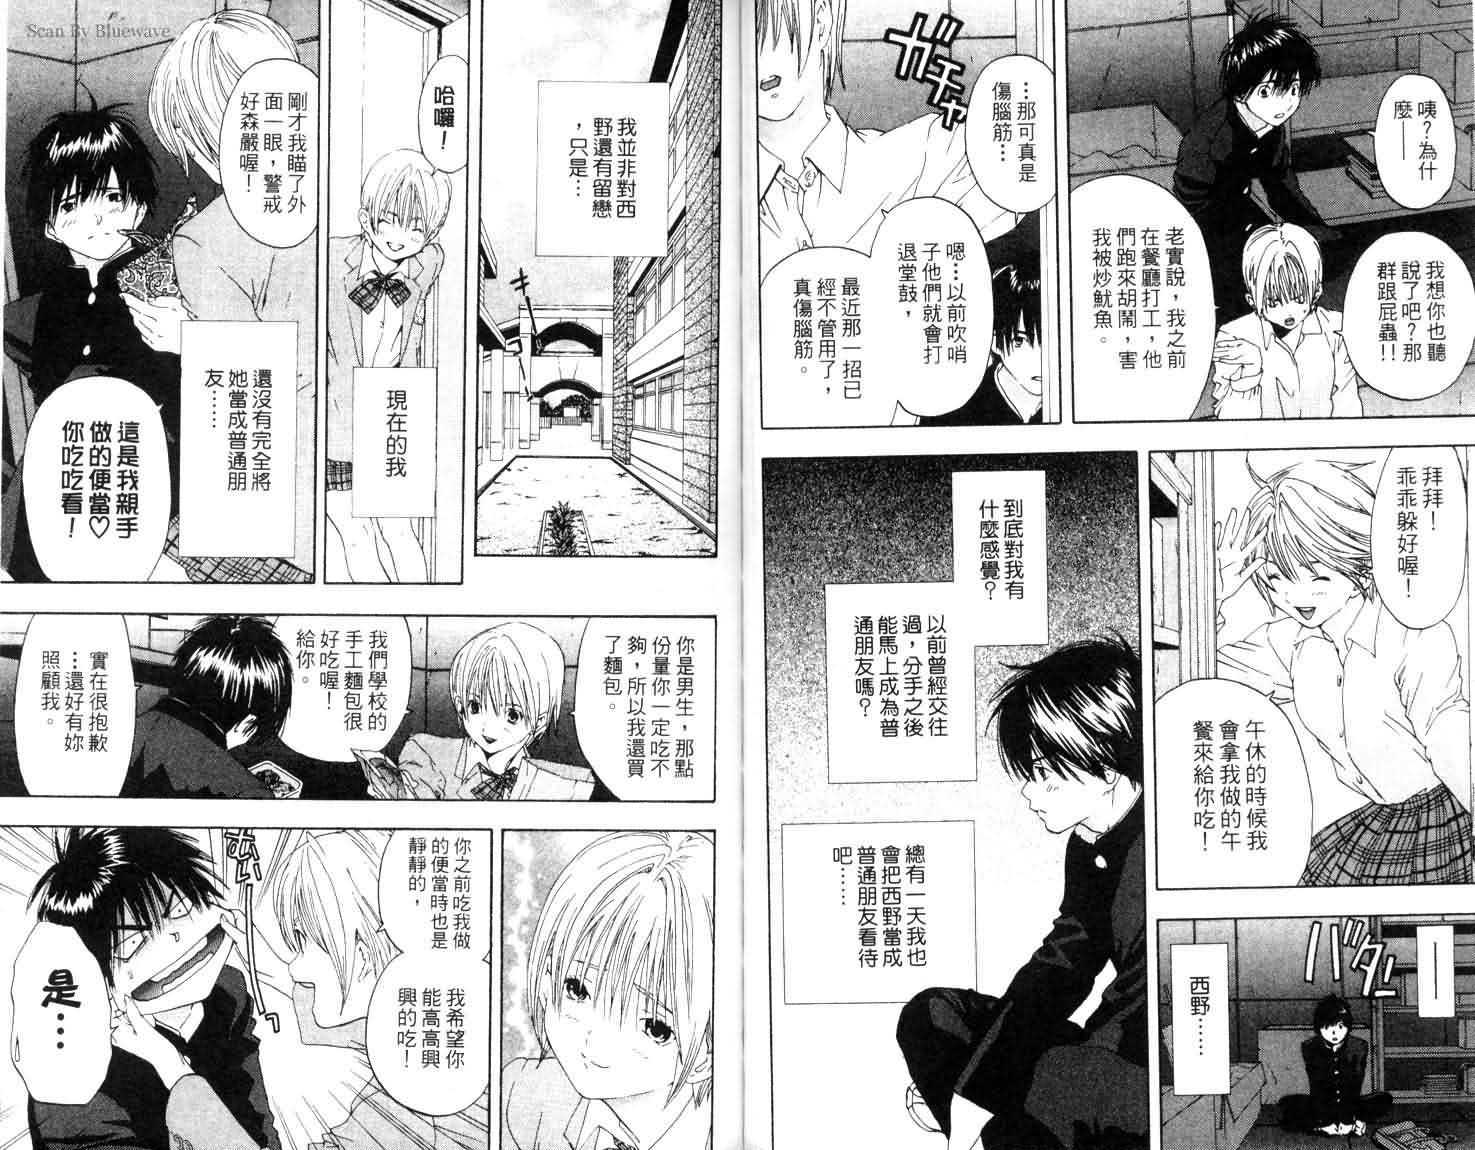 Scan By Bluewave
咦?為什
麼──
我想你也聽
說了吧?那
群跟屁蟲!!
老實說，我之前
在餐廳打工，他
們跑來胡鬧，害
我被炒魷魚。
ガチャ
…那可真是
傷腦筋…
嗯…以前吹哨
子他們就會打
退堂鼓，
最近那一招已
經不管用了，
真傷腦筋。
拜拜！
乖乖躲好喔！
午休的時候我
會拿我做的午
餐來給你吃！
到底對我有
什麼感覺?
以前曾經交往
過，分手之後
能馬上成為普
通朋友嗎?
總有一天我也
會把西野當成
普通朋友看待
吧……
バタン
──
西野……
我並非對西
野還有留戀
，只是…
キ
哈囉！
現在的我
剛才我瞄了外
面一眼，警戒
好森嚴喔！
還沒有完全將
她當成普通朋
友……
這是我親手
做的便當♡
你吃吃看！
你是男生，那點
份量你一定吃不
夠，所以我還買
了麵包。
我們學校的
手工麵包很
好吃喔！
給你。
實在很抱歉
…還好有妳
照顧我。
你之前吃我做
的便當時也是
靜靜的，
我希望你
能高高興
興的吃！
是…